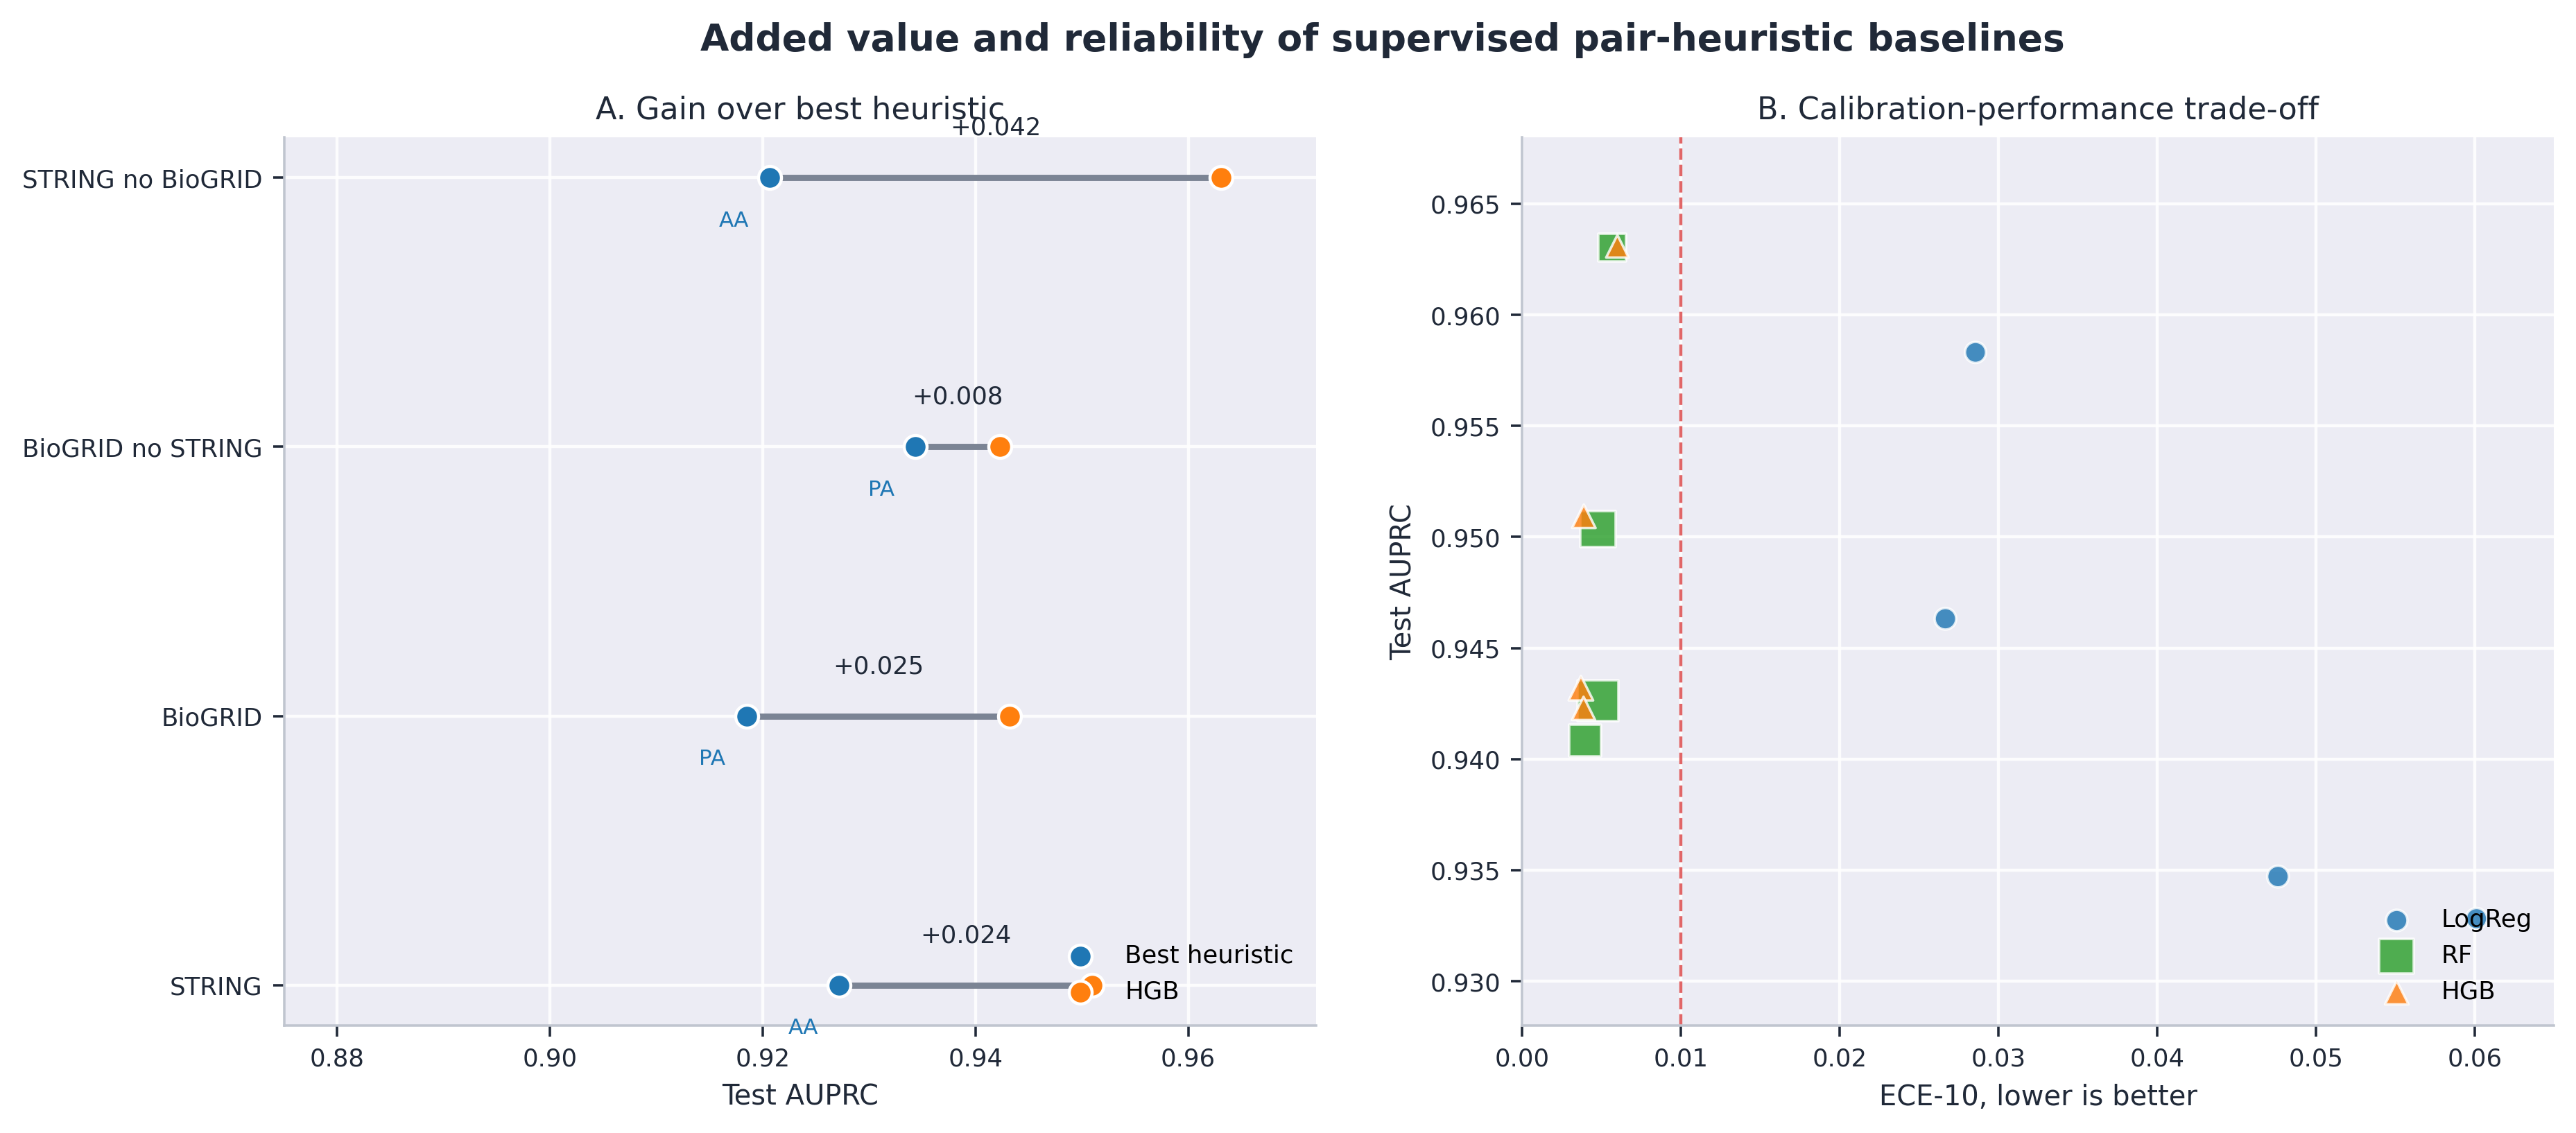 Added value and reliability of supervised pair-heuristic baselines
A. Gain over best heuristic
+0.042
STRING no BioGRID
AA
+0.008
BioGRID no STRING
PA
+0.025
BioGRID
PA
+0.024
Best heuristic
STRING
HGB
AA
0.88 0.90 0.92 0.94 0.96
Test AUPRC
B. Calibration-performance trade-off
0.965
0.960
0.955
0.950
0.945
0.940
0.935
0.930
Test AUPRC
LogReg
RF
HGB
0.00 0.01 0.02 0.03 0.04 0.05 0.06
ECE-10, lower is better